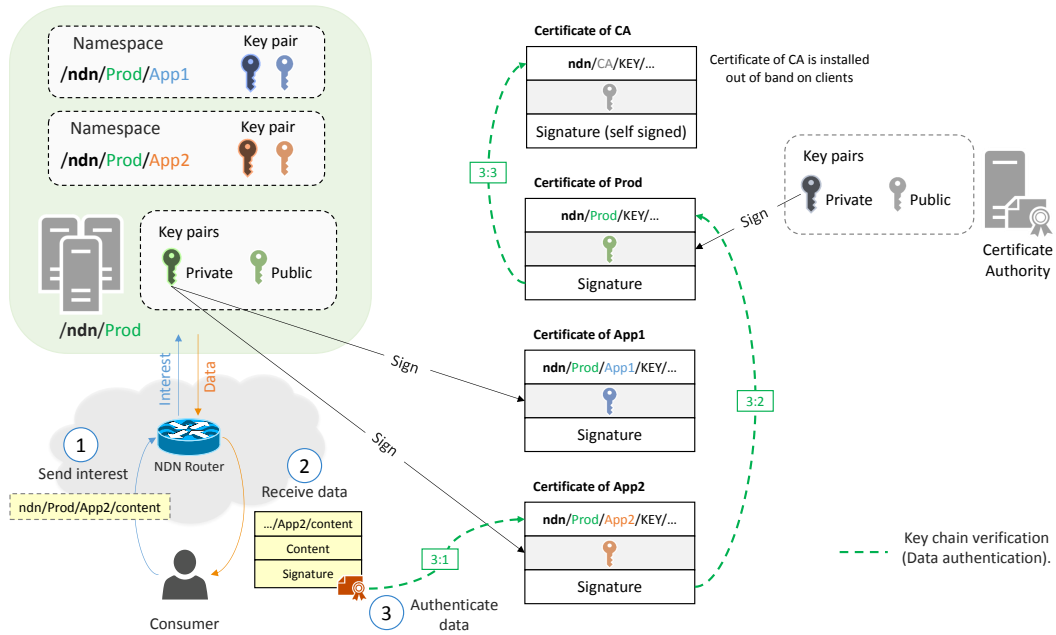 Namespace
Key pair
/ndn/Prod/App1
Namespace
Key pair
/ndn/Prod/App2
Key pairs
Private
Public
/ndn/Prod
Interest
Data
1
Send interest
NDN Router
ndn/Prod/App2/content
2
Receive data
.../App2/content
Content
Signature
Consumer
3
Authenticate
data
3:1
Sign
Sign
Certificate of CA
ndn/CA/KEY/...
Signature (self signed)
Certificate of CA is installed
out of band on clients
3:3
Certificate of Prod
ndn/Prod/KEY/...
Signature
Sign
Key pairs
Private
Public
Certificate
Authority
Certificate of App1
ndn/Prod/App1/KEY/...
Signature
3:2
Certificate of App2
ndn/Prod/App2/KEY/...
Signature
Key chain verification
(Data authentication).